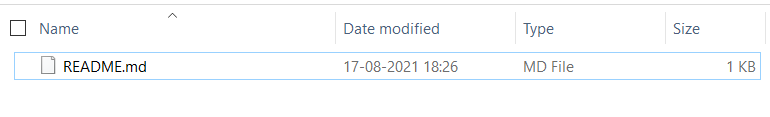 Name Date modified Type Size
README.md 17-08-2021 18:26 MD File 1 KB